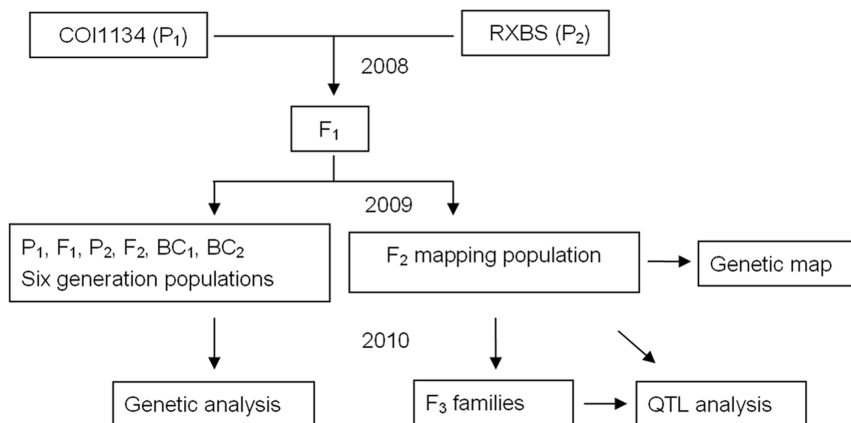 COI1134 (P₁)
RXBS (P₂)
2008
F₁
2009
P₁, F₁, P₂, F₂, BC₁, BC₂
Six generation populations
F₂ mapping population
Genetic map
2010
Genetic analysis
F₃ families
QTL analysis